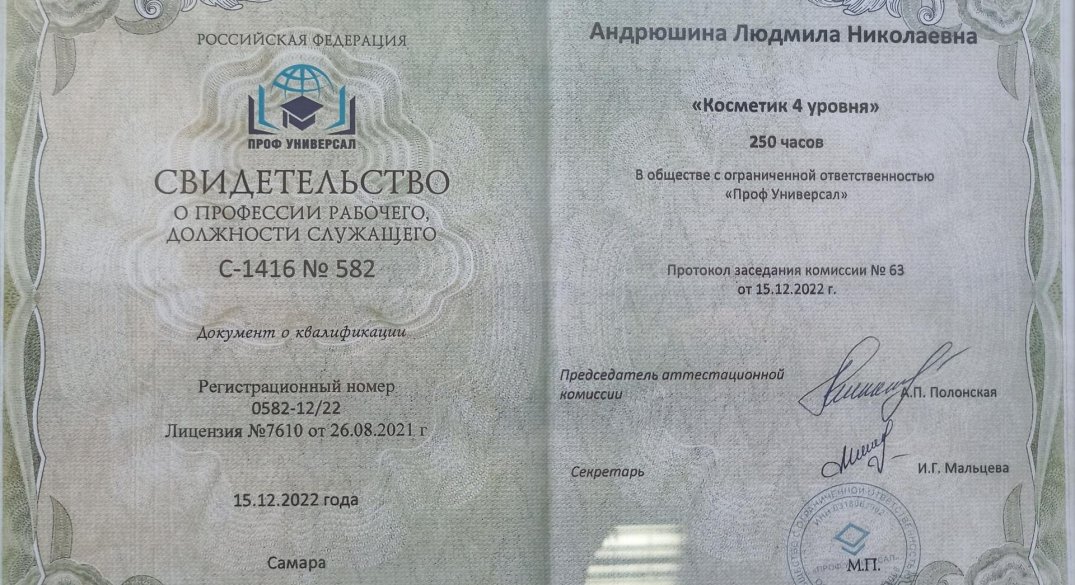 РОССИЙСКАЯ ФЕДЕРАЦИЯ
ПРОФ УНИВЕРСАЛ
СВИДЕТЕЛЬСТВО
О ПРОФЕССИИ РАБОЧЕГО,
ДОЛЖНОСТИ СЛУЖАЩЕГО
С-1416 № 582
Документ о квалификации
Регистрационный номер
0582-12/22
Лицензия №7610 от 26.08.2021 г
15.12.2022 года
Самара
Андрюшина Людмила Николаевна
«Косметик 4 уровня»
250 часов
В обществе с ограниченной ответственностью
«Проф Универсал»
Протокол заседания комиссии № 63
от 15.12.2022 г.
Председатель аттестационной
комиссии
А.П. Полонская
Секретарь
И.Г. Мальцева
М.П.